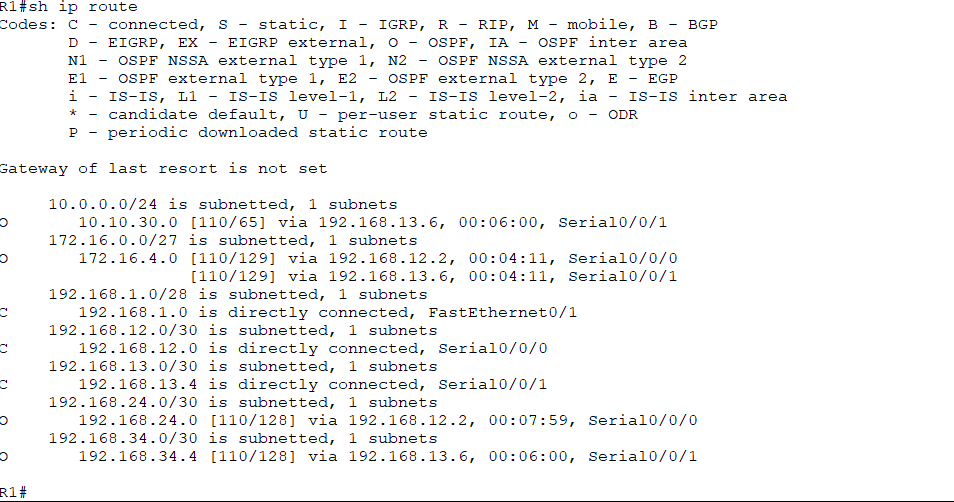 R1#sh ip route
Codes: C - connected, S - static, I - IGRP, R - RIP, M - mobile, B - BGP
       D - EIGRP, EX - EIGRP external, O - OSPF, IA - OSPF inter area
       N1 - OSPF NSSA external type 1, N2 - OSPF NSSA external type 2
       E1 - OSPF external type 1, E2 - OSPF external type 2, E - EGP
       i - IS-IS, L1 - IS-IS level-1, L2 - IS-IS level-2, ia - IS-IS inter area
       * - candidate default, U - per-user static route, o - ODR
       P - periodic downloaded static route

Gateway of last resort is not set

     10.0.0.0/24 is subnetted, 1 subnets
O       10.10.30.0 [110/65] via 192.168.13.6, 00:06:00, Serial0/0/1
     172.16.0.0/27 is subnetted, 1 subnets
O       172.16.4.0 [110/129] via 192.168.12.2, 00:04:11, Serial0/0/0
                   [110/129] via 192.168.13.6, 00:04:11, Serial0/0/1
     192.168.1.0/28 is subnetted, 1 subnets
C       192.168.1.0 is directly connected, FastEthernet0/1
     192.168.12.0/30 is subnetted, 1 subnets
C       192.168.12.0 is directly connected, Serial0/0/0
     192.168.13.0/30 is subnetted, 1 subnets
C       192.168.13.4 is directly connected, Serial0/0/1
     192.168.24.0/30 is subnetted, 1 subnets
O       192.168.24.0 [110/128] via 192.168.12.2, 00:07:59, Serial0/0/0
     192.168.34.0/30 is subnetted, 1 subnets
O       192.168.34.4 [110/128] via 192.168.13.6, 00:06:00, Serial0/0/1

R1#